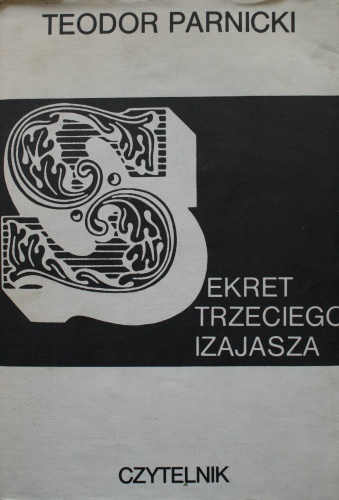 TEODOR PARNICKI
SEKRET
TRZECIEGO
IZAJASZA
CZYTELNIK